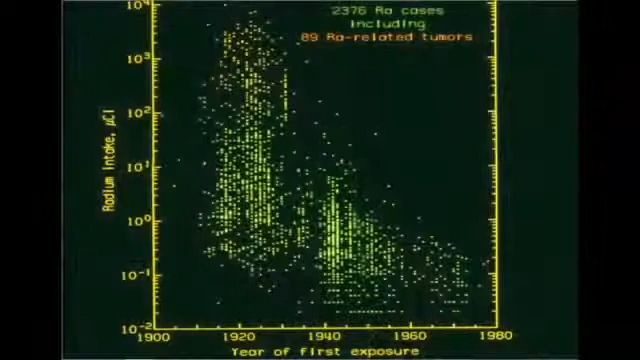 2376 Ra cases
including
89 Ra-related tumors
10⁴
10³
10²
10¹
10⁰
10⁻¹
10⁻²
Radium Intake, μCi
1900
1920
1940
1960
1980
Year of first exposure